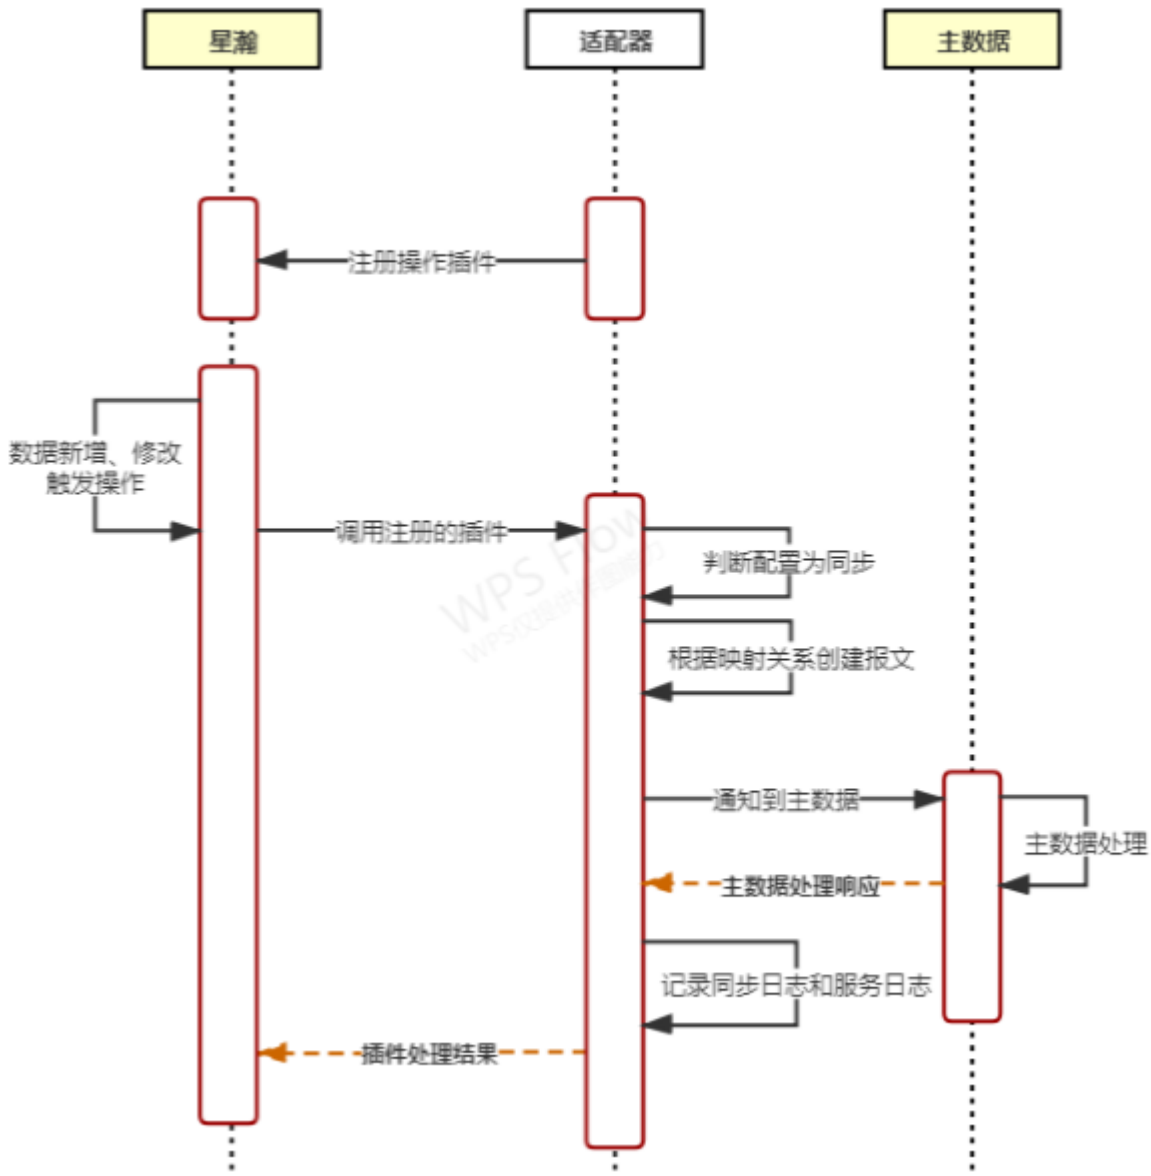 星瀚
适配器
主数据
注册操作插件
数据新增、修改
触发操作
调用注册的插件
判断配置为同步
根据映射关系创建报文
通知到主数据
主数据处理
主数据处理响应
记录同步日志和服务日志
插件处理结果
WPS Flow